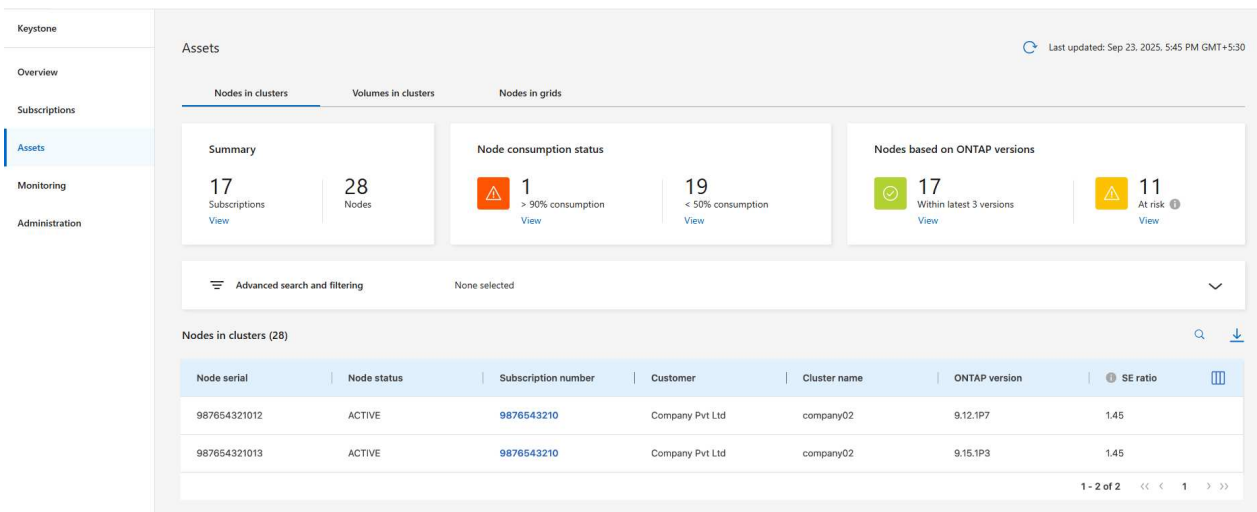 Keystone
Overview
Subscriptions
Assets
Monitoring
Administration
Assets
Last updated: Sep 23, 2025, 5:45 PM GMT+5:30
Nodes in clusters Volumes in clusters Nodes in grids
Summary
17 28
Subscriptions Nodes
View
Node consumption status
1 19
> 90% consumption < 50% consumption
View View
Nodes based on ONTAP versions
17 11
Within latest 3 versions At risk
View View
Advanced search and filtering None selected
Nodes in clusters (28)
Node serial Node status Subscription number Customer Cluster name ONTAP version SE ratio
987654321012 ACTIVE 9876543210 Company Pvt Ltd company02 9.12.1P7 1.45
987654321013 ACTIVE 9876543210 Company Pvt Ltd company02 9.15.1P3 1.45
1 - 2 of 2 << < 1 > >>